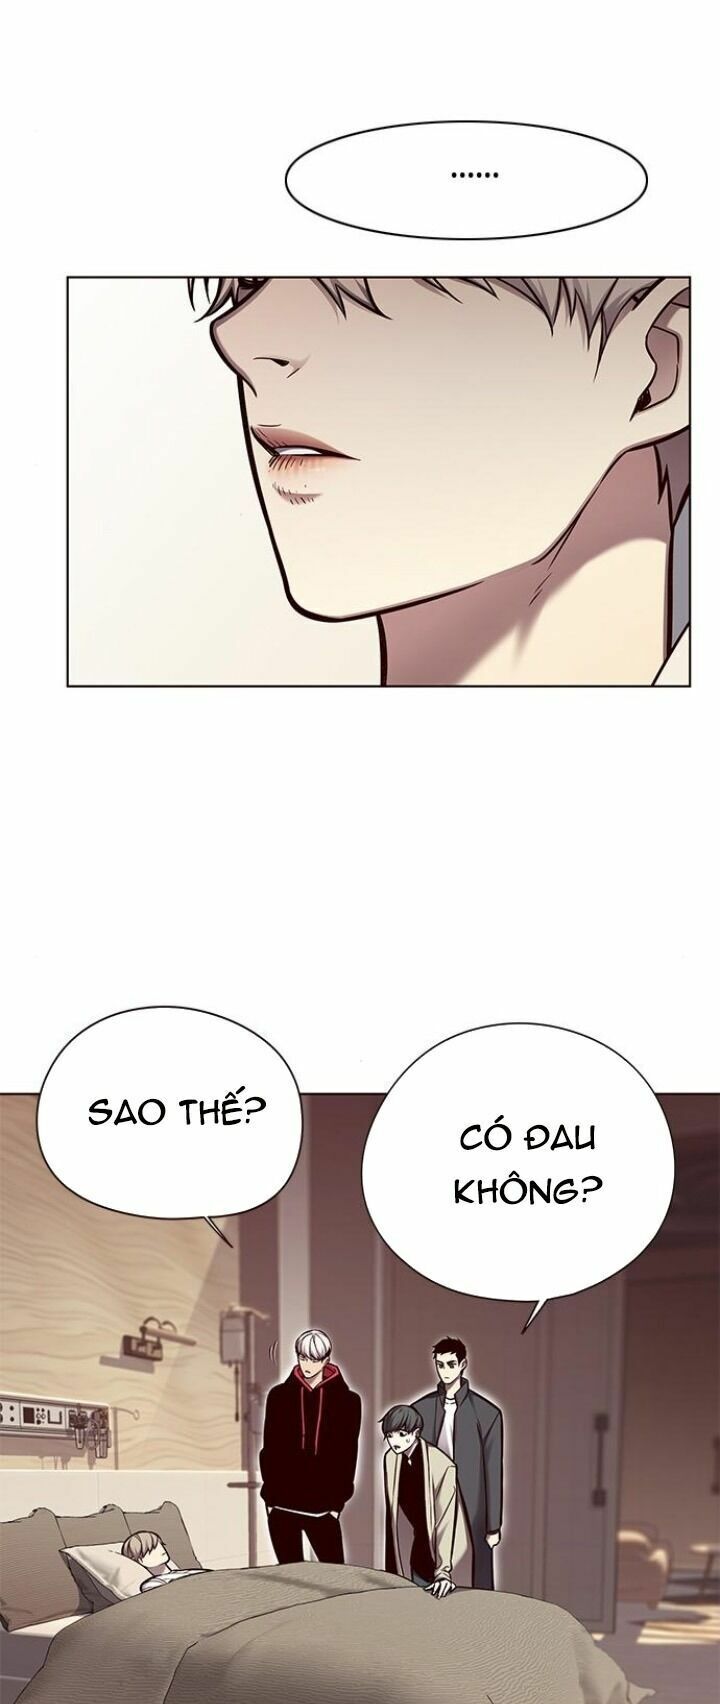 ......
SAO THẾ?
CÓ ĐAU
KHÔNG?